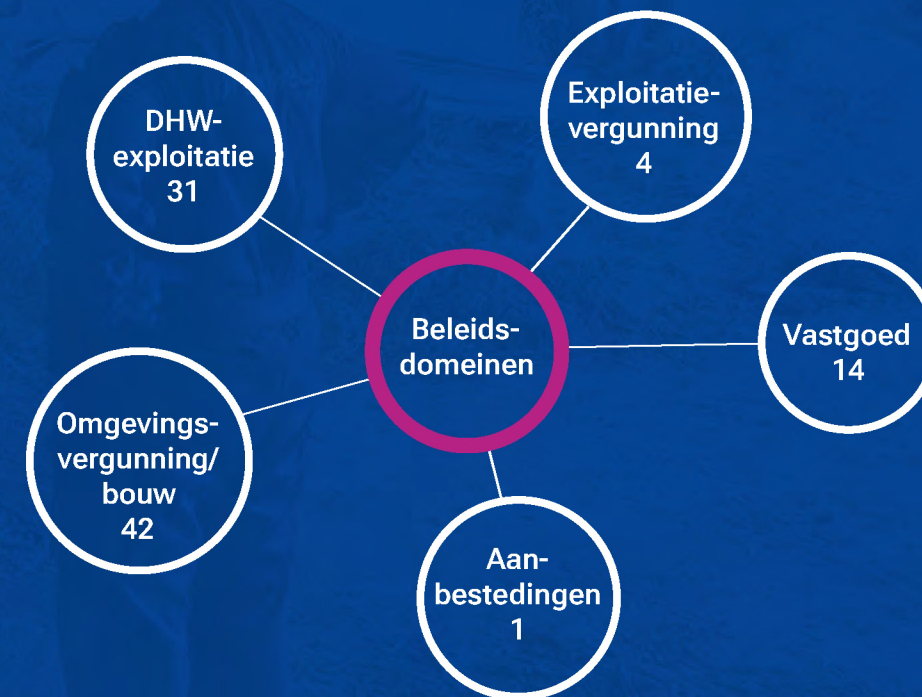 DHW-
exploitatie
31
Exploitatie-
vergunning
4
Beleids-
domeinen
Vastgoed
14
Omgevings-
vergunning/
bouw
42
Aan-
bestedingen
1